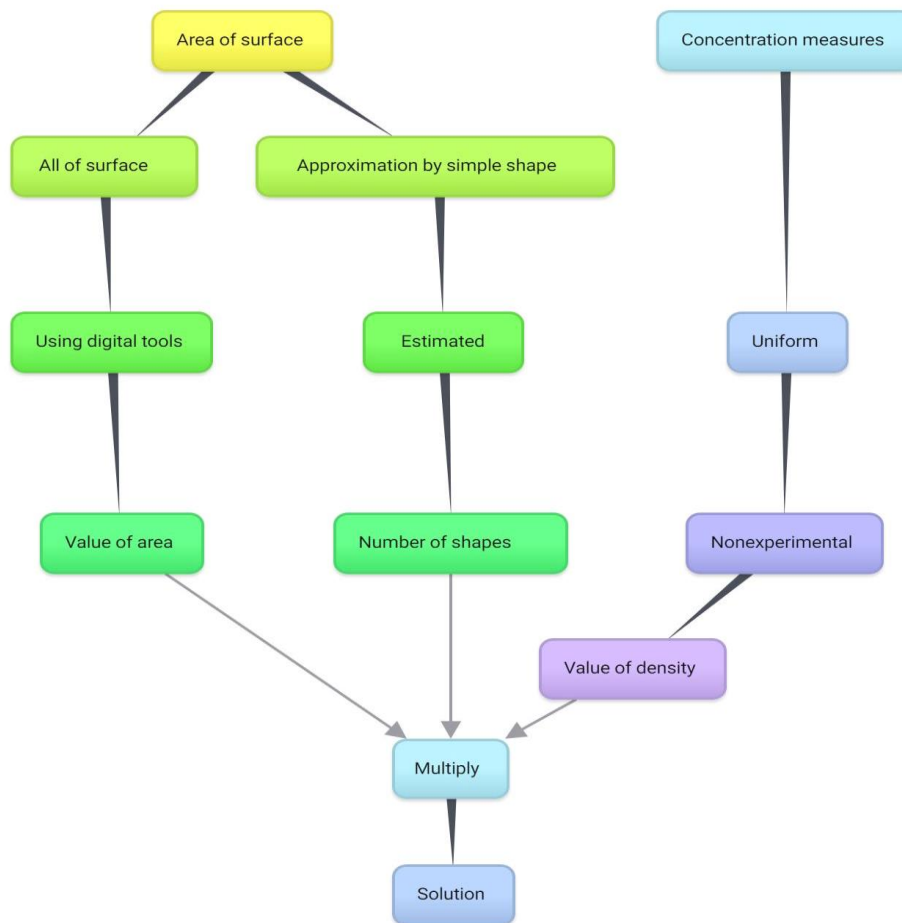 Area of surface
Concentration measures
All of surface
Approximation by simple shape
Using digital tools
Estimated
Uniform
Value of area
Number of shapes
Nonexperimental
Value of density
Multiply
Solution